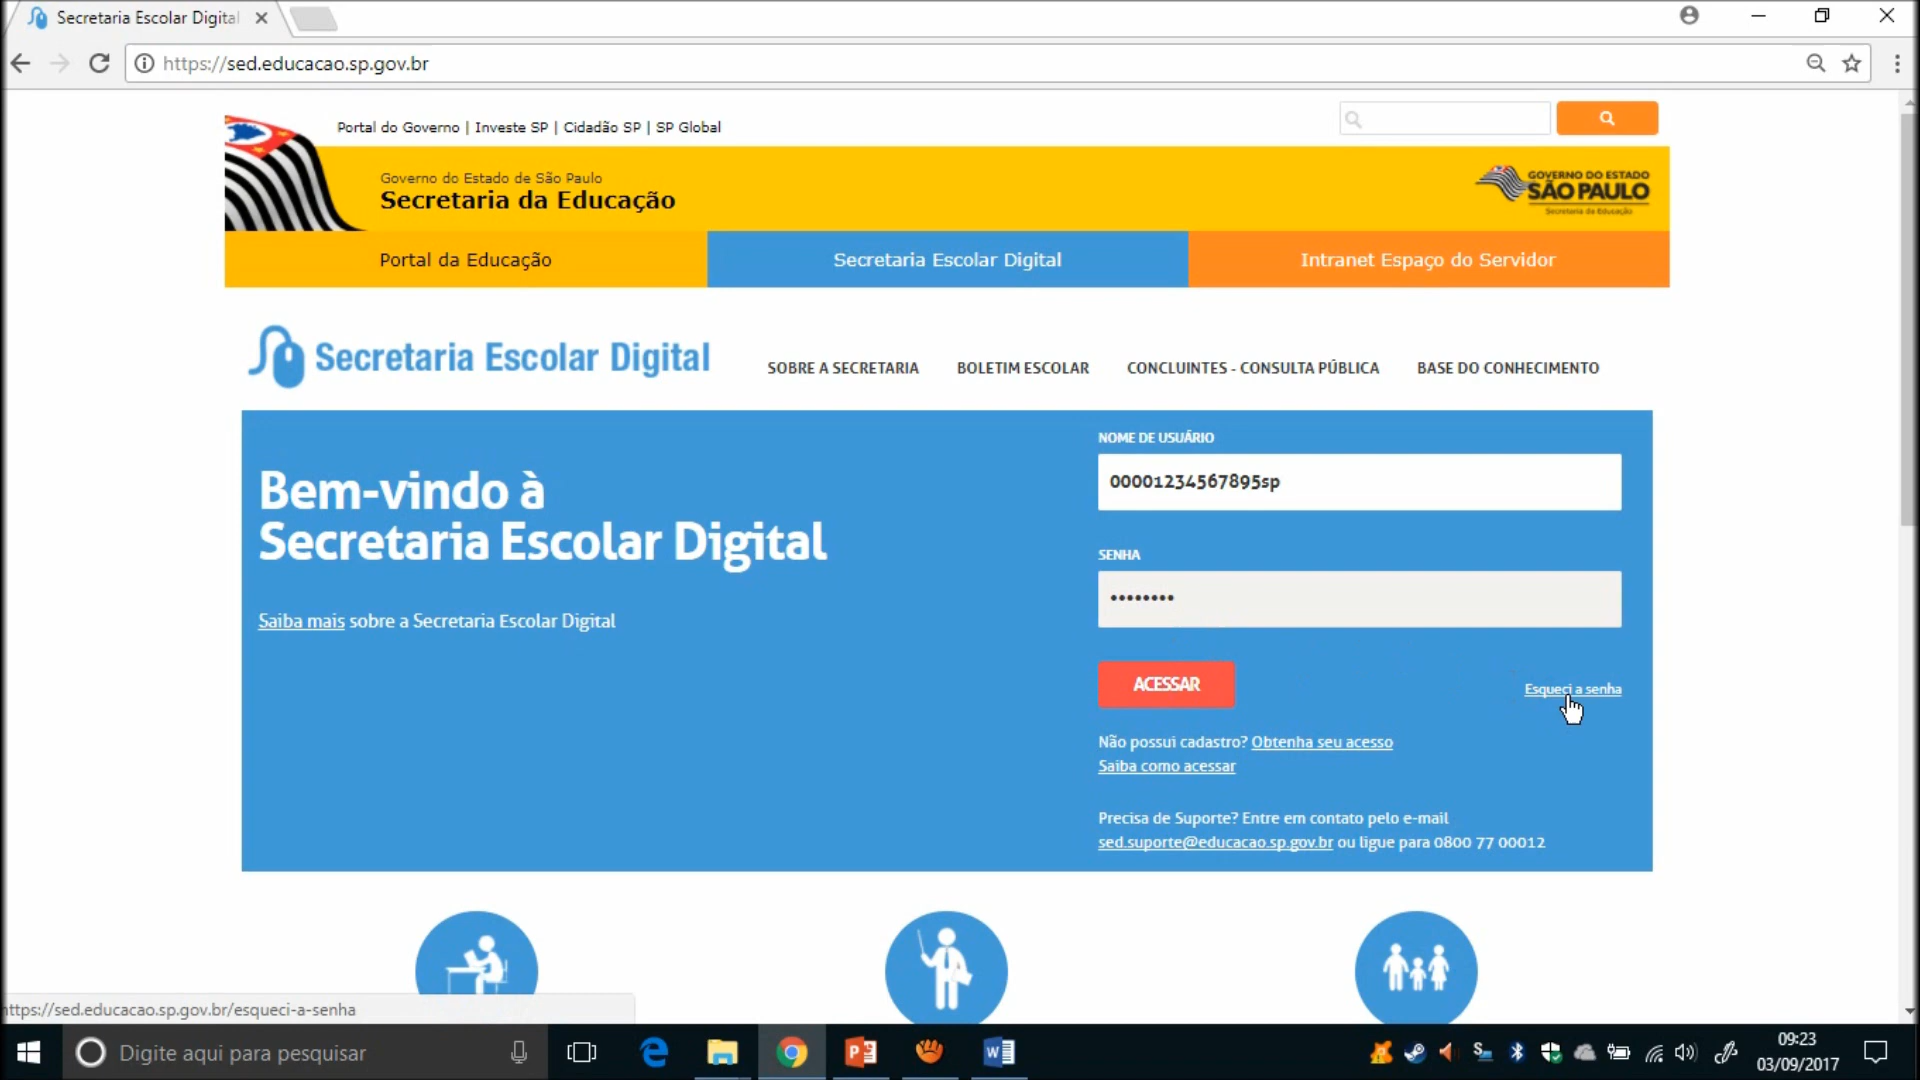 Secretaria Escolar Digital
https://sed.educacao.sp.gov.br
Portal do Governo | Investe SP | Cidadão SP | SP Global
Governo do Estado de São Paulo
Secretaria da Educação
GOVERNO DO ESTADO
SÃO PAULO
Secretaria da Educação
Portal da Educação
Secretaria Escolar Digital
Intranet Espaço do Servidor
Secretaria Escolar Digital
SOBRE A SECRETARIA
BOLETIM ESCOLAR
CONCLUINTES - CONSULTA PÚBLICA
BASE DO CONHECIMENTO
Bem-vindo à
Secretaria Escolar Digital
Saiba mais sobre a Secretaria Escolar Digital
NOME DE USUÁRIO
00001234567895sp
SENHA
••••••••
ACESSAR
Esqueci a senha
Não possui cadastro? Obtenha seu acesso
Saiba como acessar
Precisa de Suporte? Entre em contato pelo e-mail
sed.suporte@educacao.sp.gov.br ou ligue para 0800 77 00012
https://sed.educacao.sp.gov.br/esqueci-a-senha
Digite aqui para pesquisar
09:23
03/09/2017